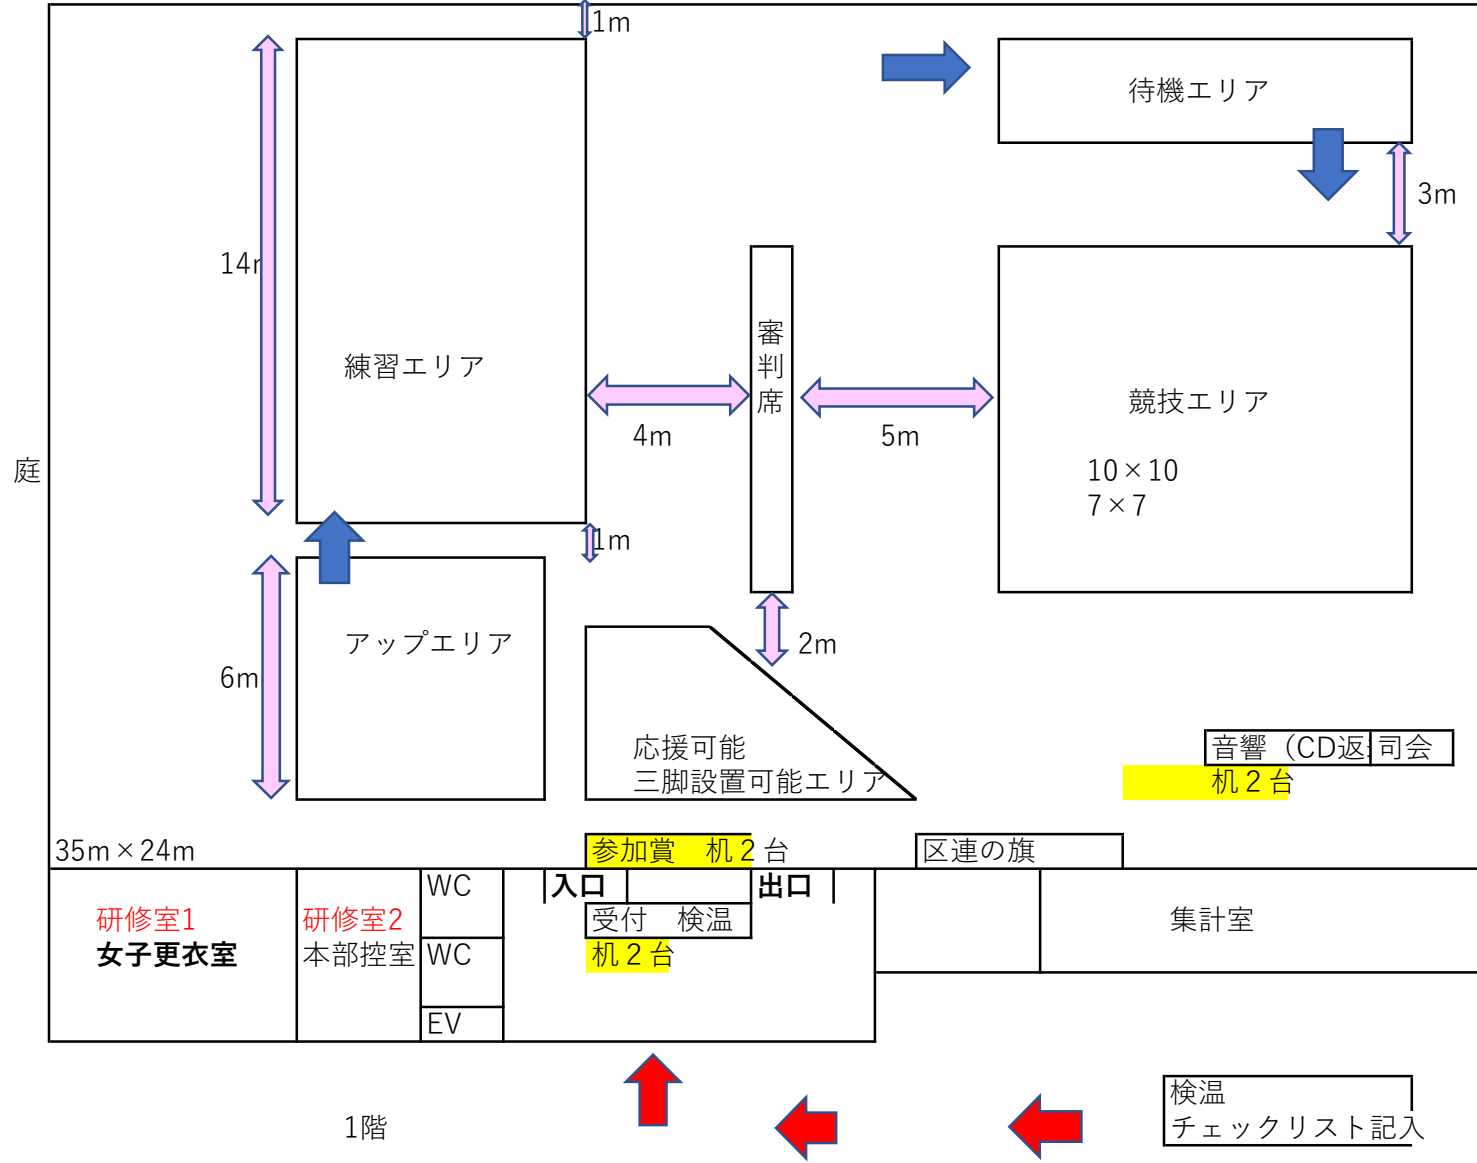 1m
待機エリア
3m
14m
審判席
練習エリア
競技エリア
4m
5m
庭
10×10
7×7
1m
アップエリア
2m
6m
応援可能
三脚設置可能エリア
音響（CD返 司会
机２台
35m×24m
参加賞　机２台
区連の旗
WC
入口
出口
研修室1
女子更衣室
研修室2
本部控室
受付　検温
机２台
集計室
WC
EV
検温
チェックリスト記入
1階